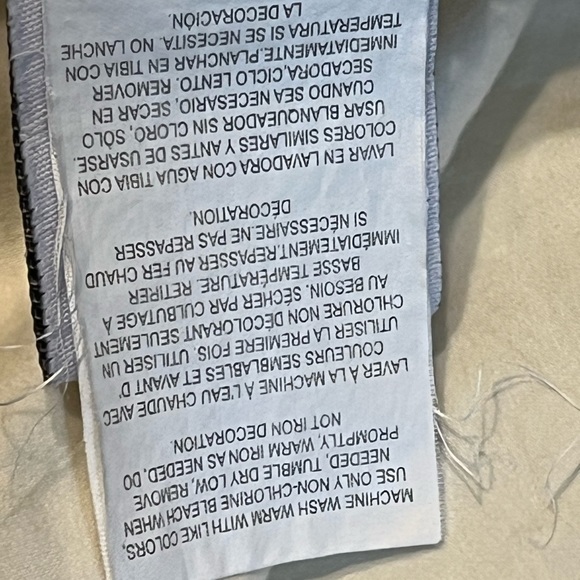 MACHINE WASH WARM WITH LIKE COLORS,
USE ONLY NON-CHLORINE BLEACH WHEN
NEEDED, TUMBLE DRY LOW, REMOVE
PROMPTLY, WARM IRON AS NEEDED, DO
NOT IRON DECORATION.
LAVER À LA MACHINE À L'EAU CHAUDE AVEC
COULEURS SEMBLABLES ET AVANT D'
UTILISER LA PREMIÈRE FOIS. UTILISER UN
CHLORURE NON DÉCOLORANT SEULEMENT
AU BESOIN. SÉCHER PAR CULBUTAGE À
BASSE TEMPÉRATURE. RETIRER
IMMÉDIATEMENT.REPASSER AU FER CHAUD
SI NÉCESSAIRE.NE PAS REPASSER
DÉCORATION.
LAVAR EN LAVADORA CON AGUA TIBIA CON
COLORES SIMILARES Y ANTES DE USARSE.
USAR BLANQUEADOR SIN CLORO, SÓLO
CUANDO SEA NECESARIO, SECAR EN
SECADORA, CICLO LENTO. REMOVER
INMEDIATAMENTE.PLANCHAR EN TIBIA CON
TEMPERATURA SI SE NECESITA. NO LANCHE
LA DECORACIÓN.